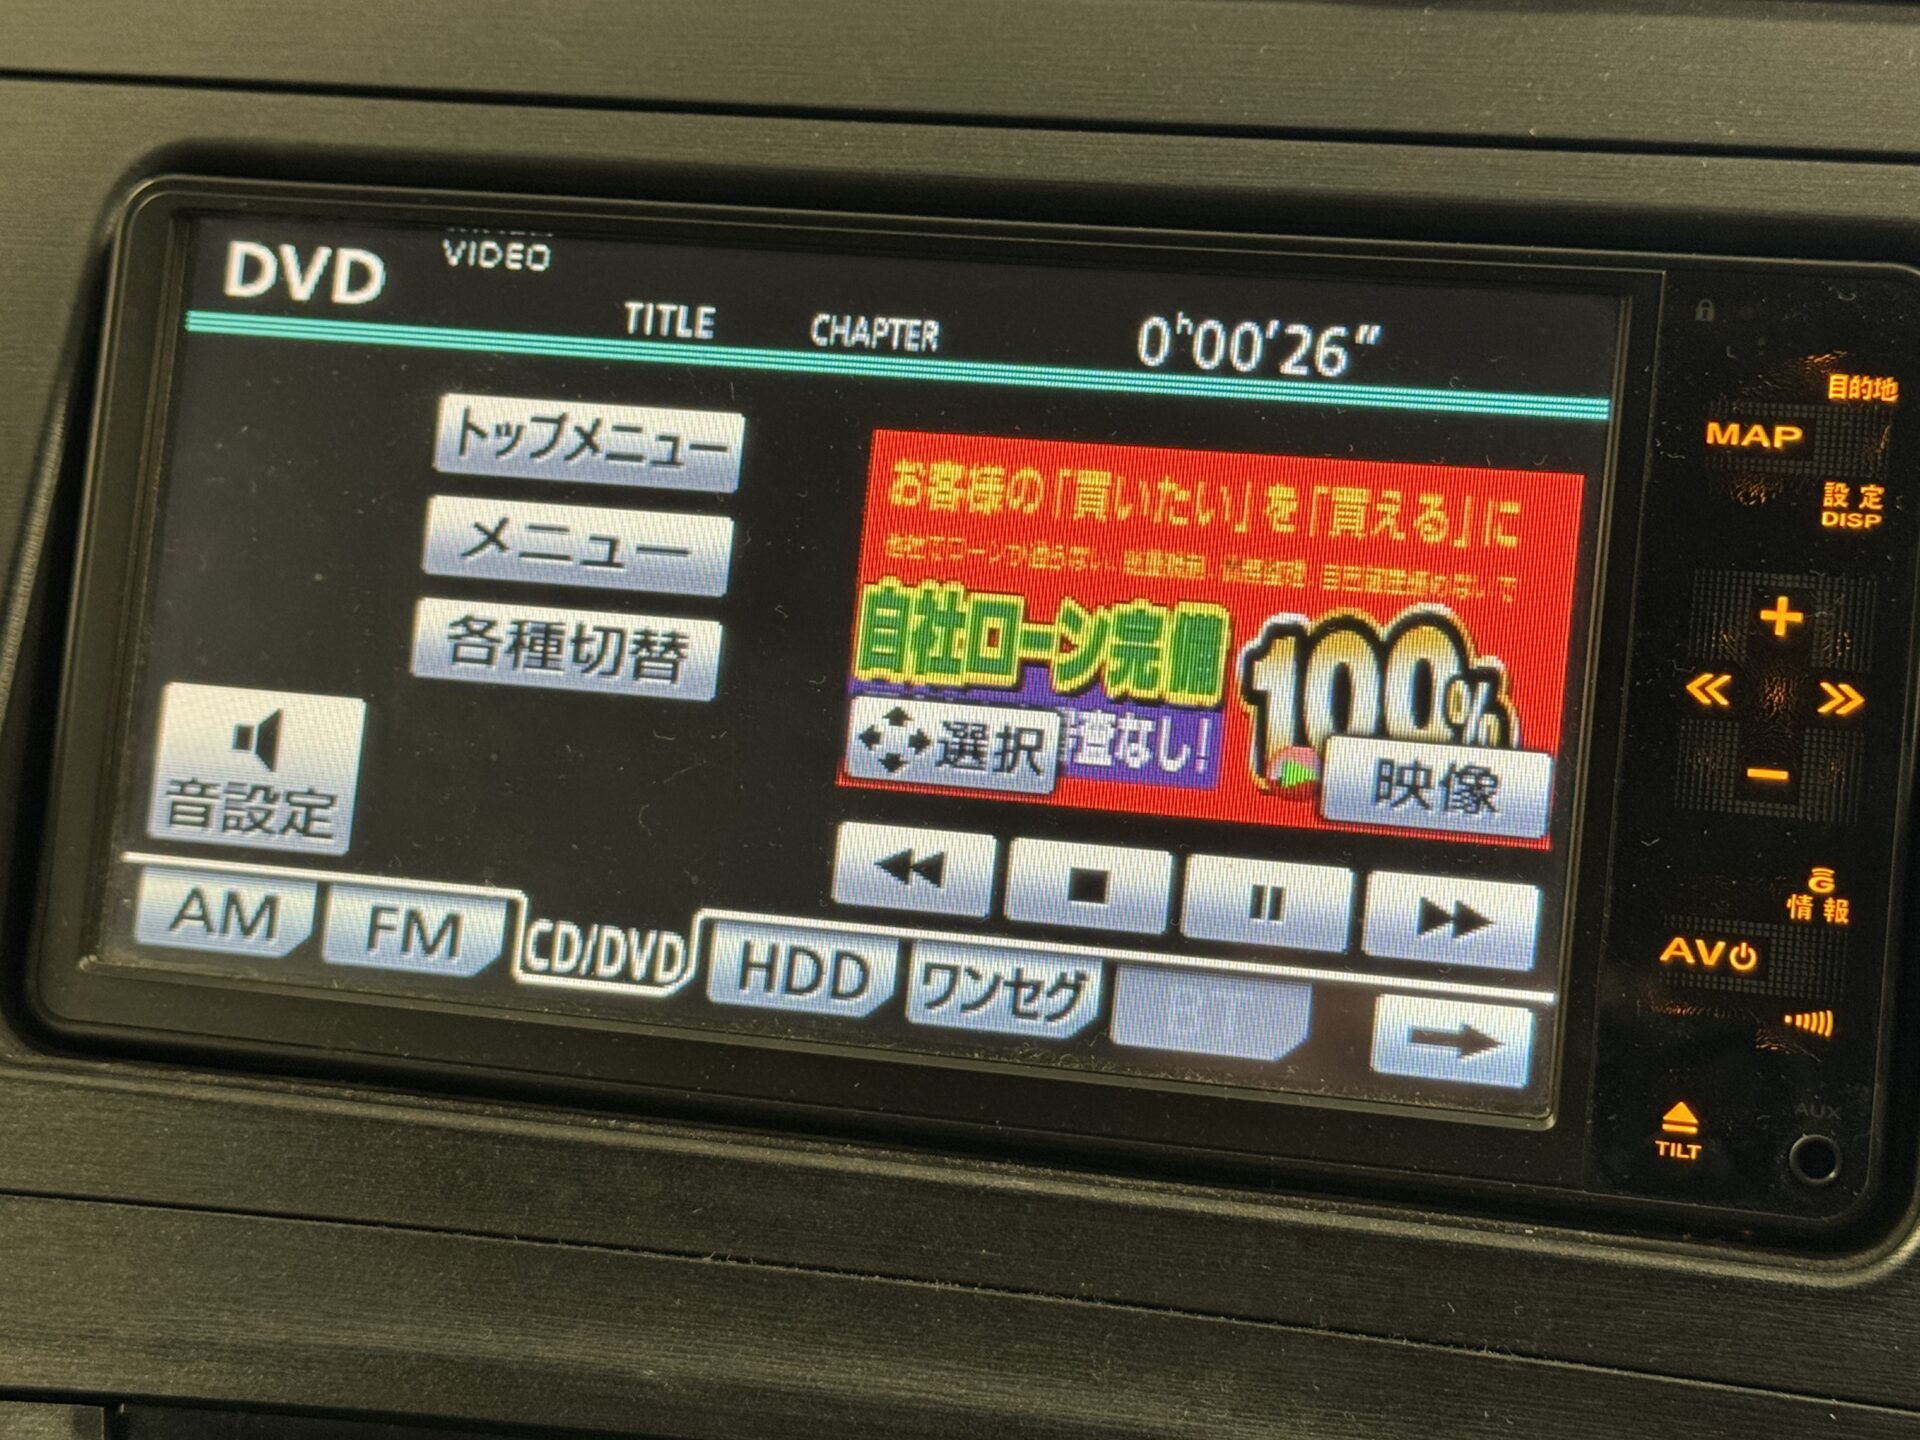 DVD
VIDEO
TITLE
CHAPTER
0h00'26"
トップメニュー
メニュー
各種切替
音設定
お客様の「買いたい」を「買える」に
自社ローン完備
100%
査なし!
選択
映像
AM
FM
CD/DVD
HDD
ワンセグ
BT
目的地
MAP
設定
DISP
+
−
G
情報
AV
TILT
AUX